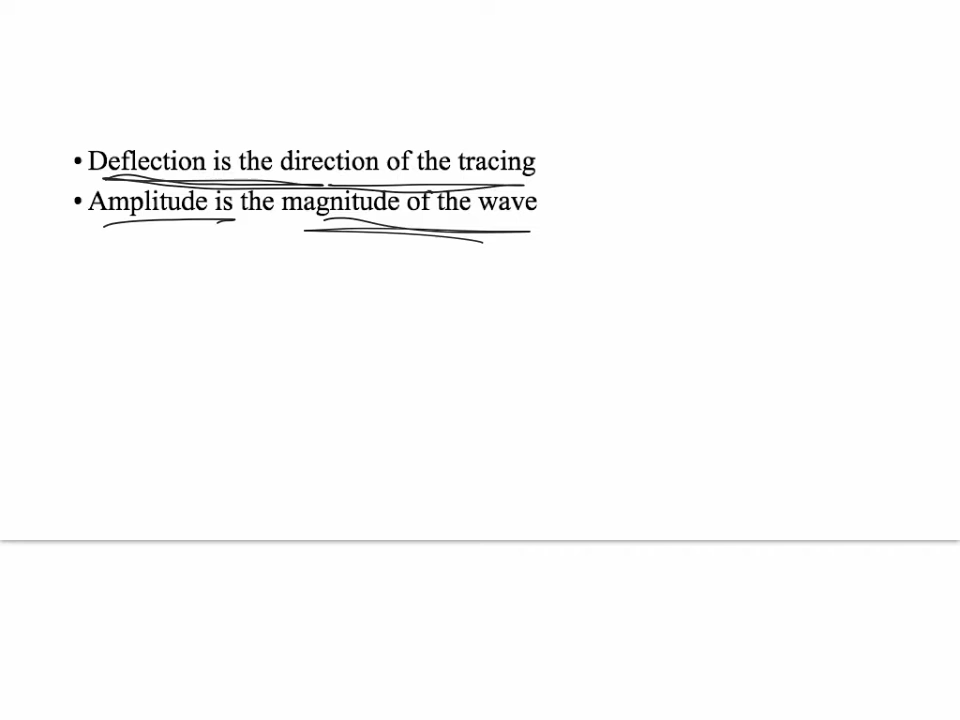 • Deflection is the direction of the tracing
• Amplitude is the magnitude of the wave